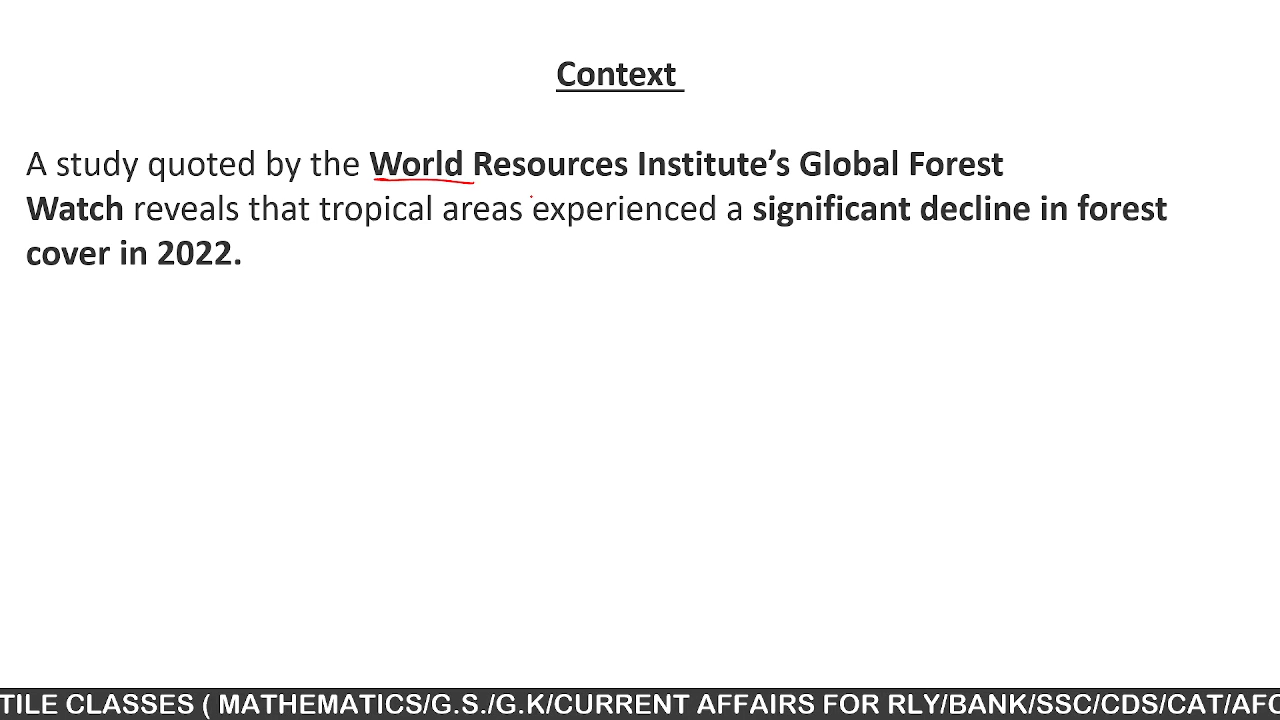 Context
A study quoted by the World Resources Institute’s Global Forest
Watch reveals that tropical areas experienced a significant decline in forest
cover in 2022.
TILE CLASSES ( MATHEMATICS/G.S./G.K/CURRENT AFFAIRS FOR RLY/BANK/SSC/CDS/CAT/AFC